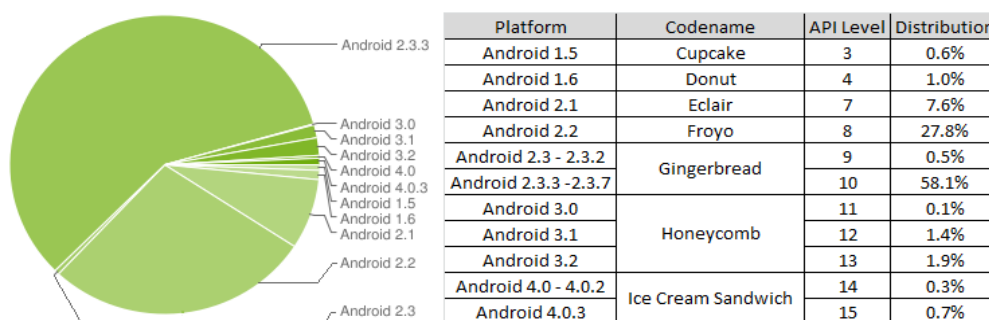 Android 2.3.3
Android 3.0
Android 3.1
Android 3.2
Android 4.0
Android 4.0.3
Android 1.5
Android 1.6
Android 2.1
Android 2.2
Android 2.3
Platform Codename API Level Distribution
Android 1.5 Cupcake 3 0.6%
Android 1.6 Donut 4 1.0%
Android 2.1 Eclair 7 7.6%
Android 2.2 Froyo 8 27.8%
Android 2.3 - 2.3.2 Gingerbread 9 0.5%
Android 2.3.3 -2.3.7 10 58.1%
Android 3.0 11 0.1%
Android 3.1 Honeycomb 12 1.4%
Android 3.2 13 1.9%
Android 4.0 - 4.0.2 Ice Cream Sandwich 14 0.3%
Android 4.0.3 15 0.7%